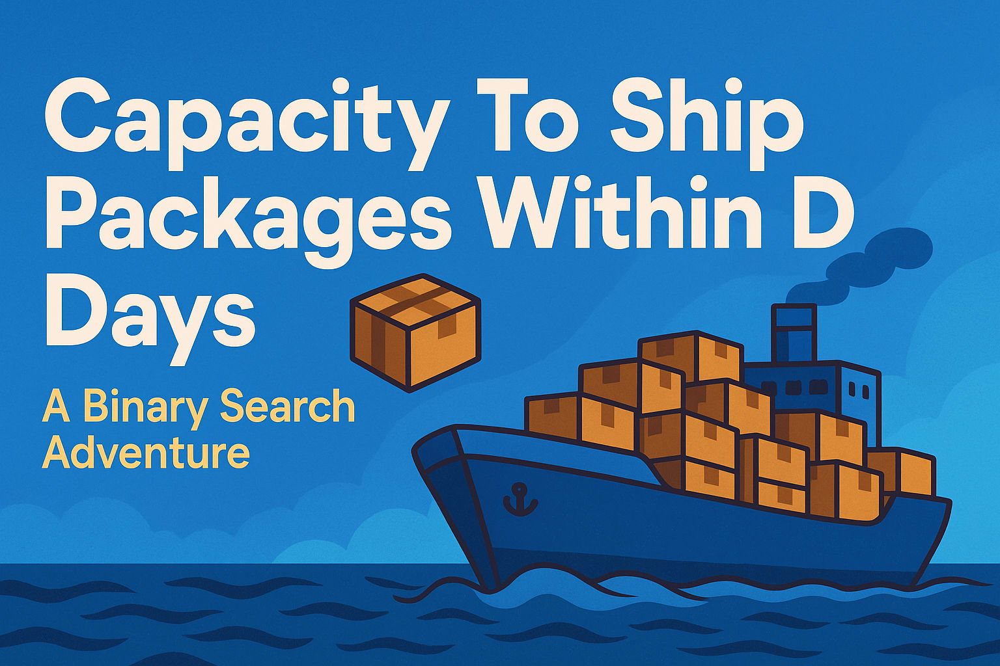 Capacity To Ship
Packages Within D
Days
A Binary Search
Adventure